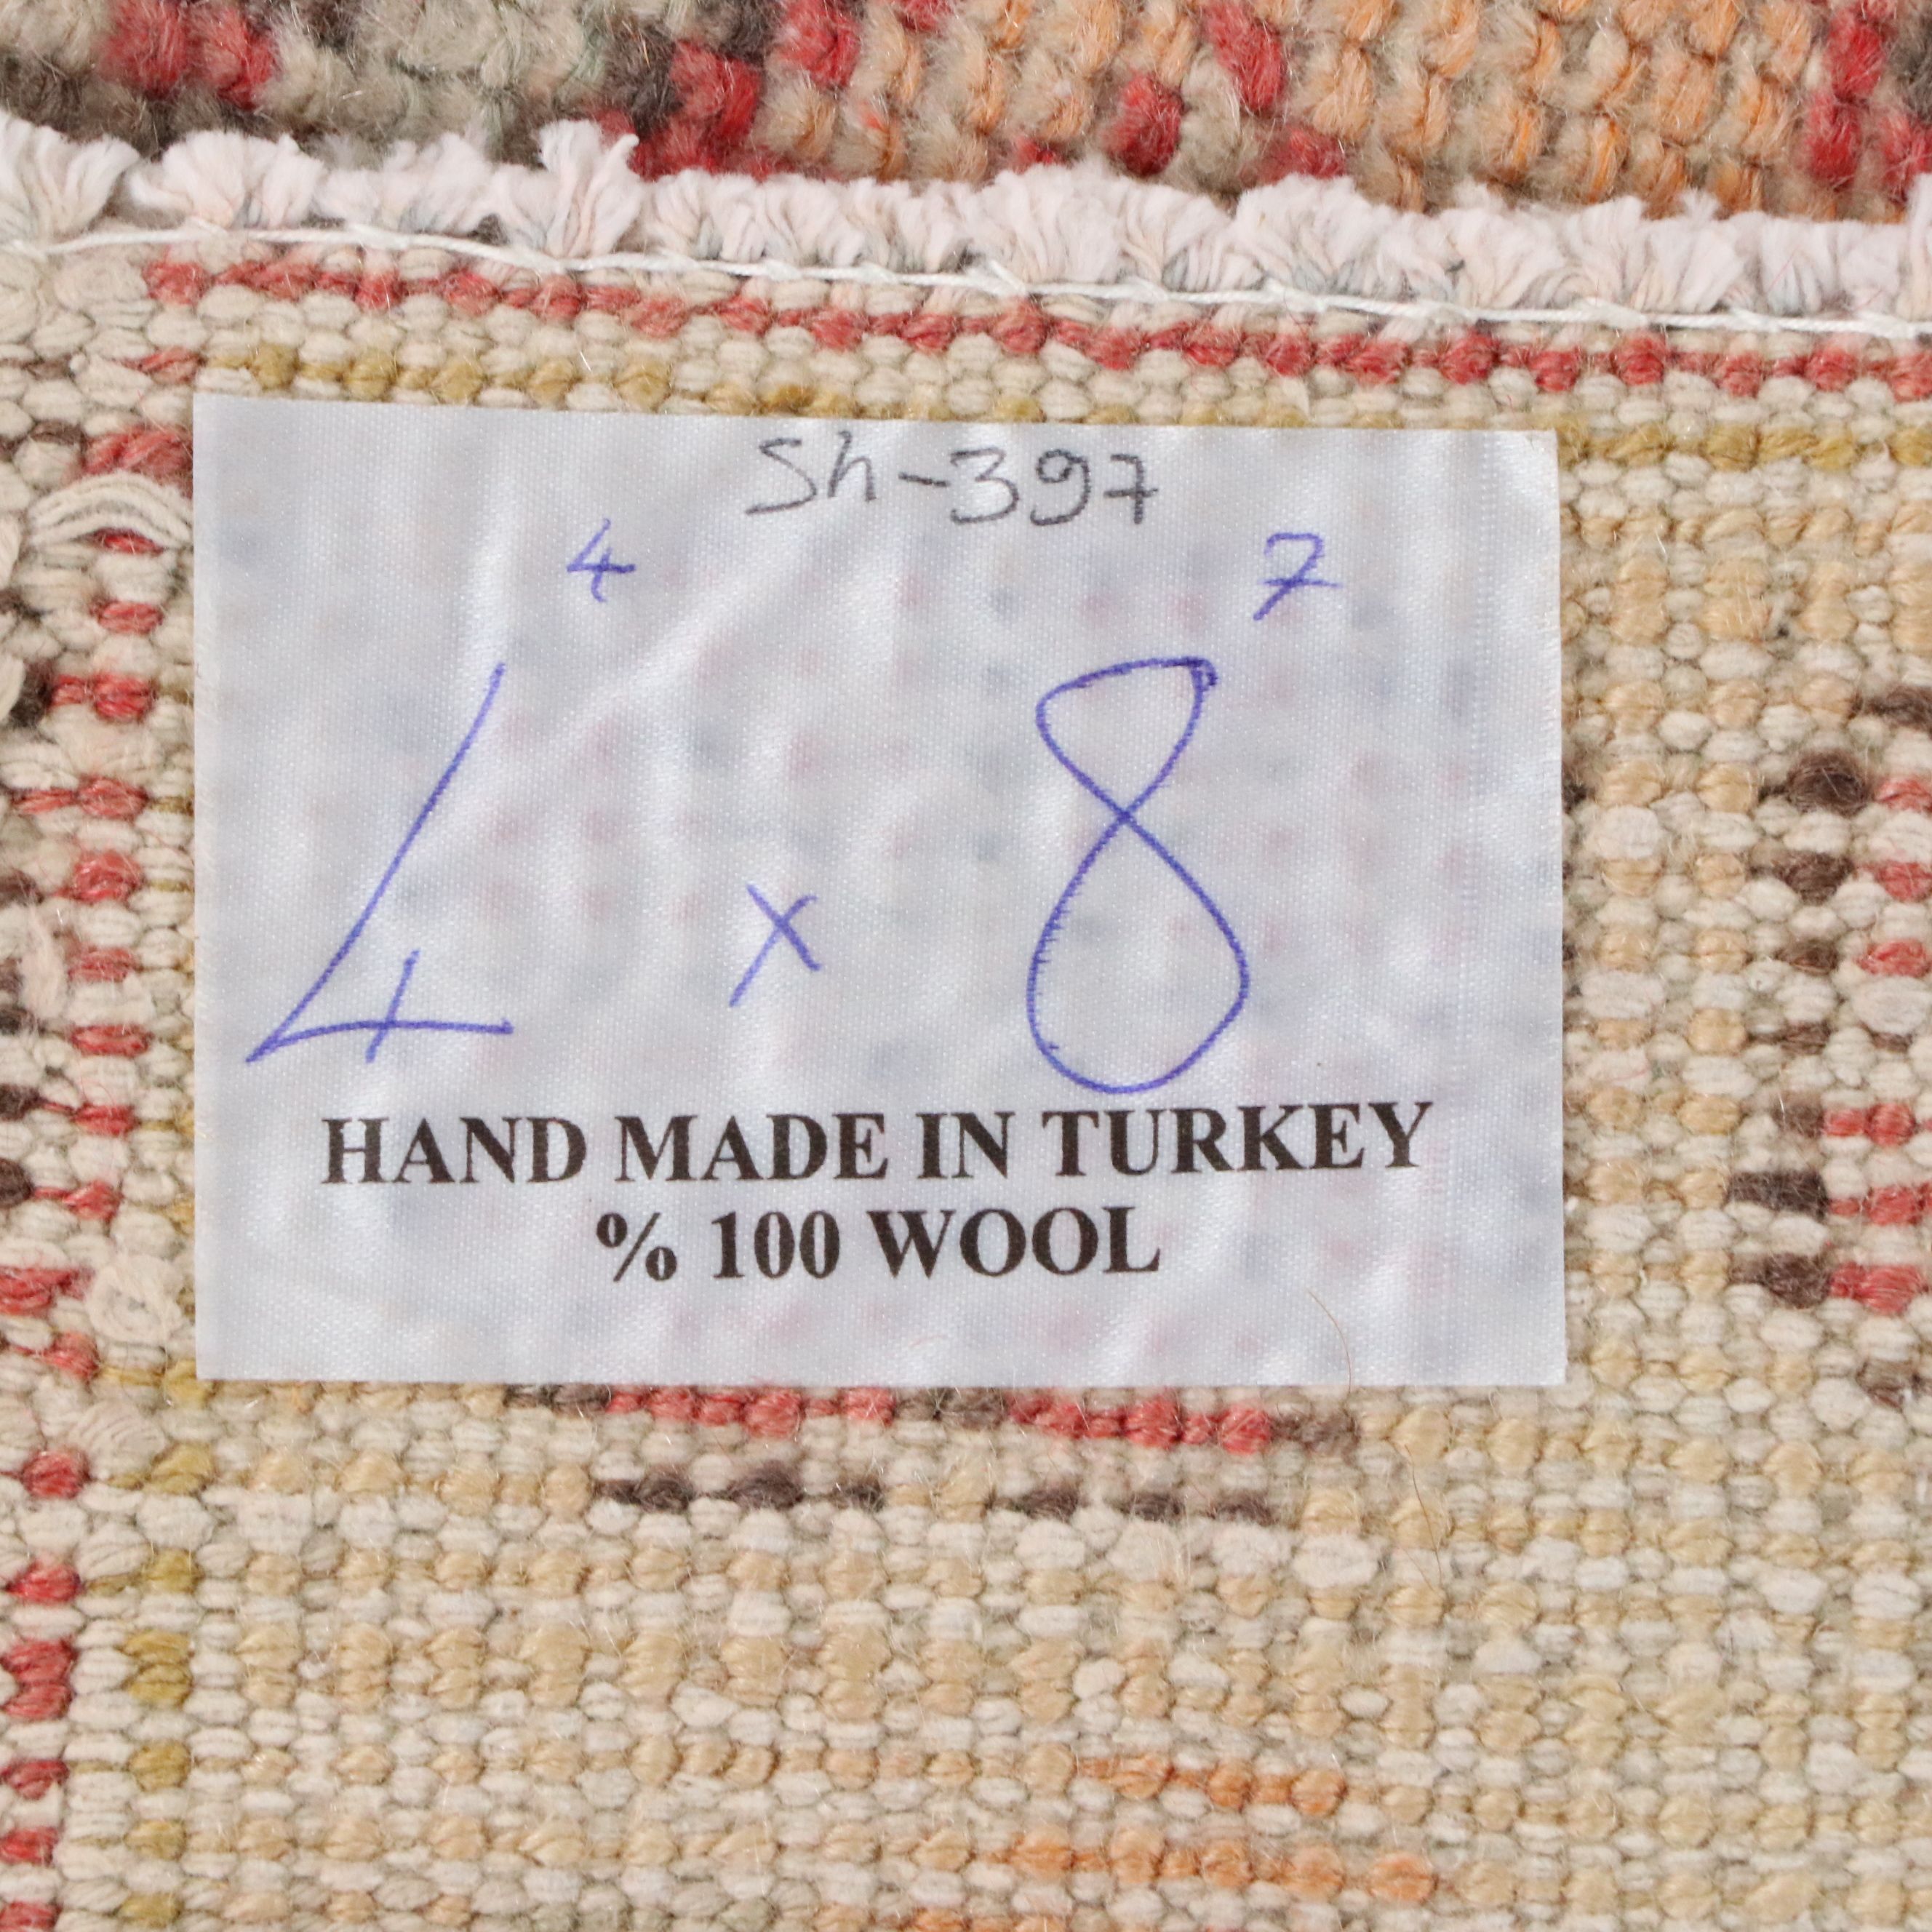 Sh-397
4 7
4 x 8
HAND MADE IN TURKEY
% 100 WOOL